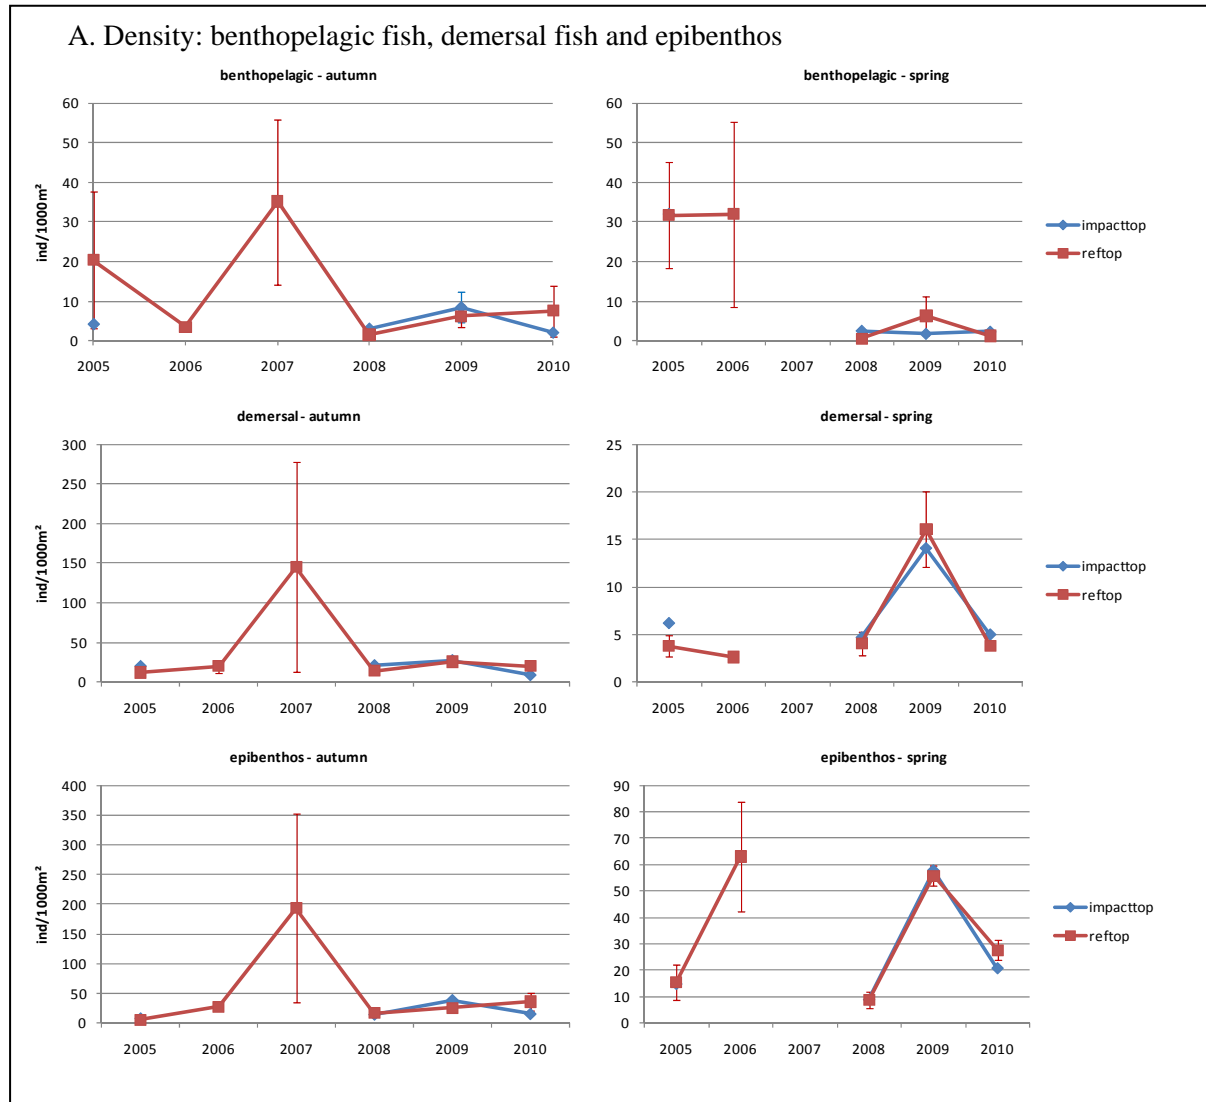 A. Density: benthopelagic fish, demersal fish and epibenthos
benthopelagic - autumn
60
50
40
30
20
10
0
ind/1000m²
2005 2006 2007 2008 2009 2010
benthopelagic - spring
60
50
40
30
20
10
0
2005 2006 2007 2008 2009 2010
impacttop
reftop
demersal - autumn
300
250
200
150
100
50
0
ind/1000m²
2005 2006 2007 2008 2009 2010
demersal - spring
25
20
15
10
5
0
2005 2006 2007 2008 2009 2010
impacttop
reftop
epibenthos - autumn
400
350
300
250
200
150
100
50
0
ind/1000m²
2005 2006 2007 2008 2009 2010
epibenthos - spring
90
80
70
60
50
40
30
20
10
0
2005 2006 2007 2008 2009 2010
impacttop
reftop